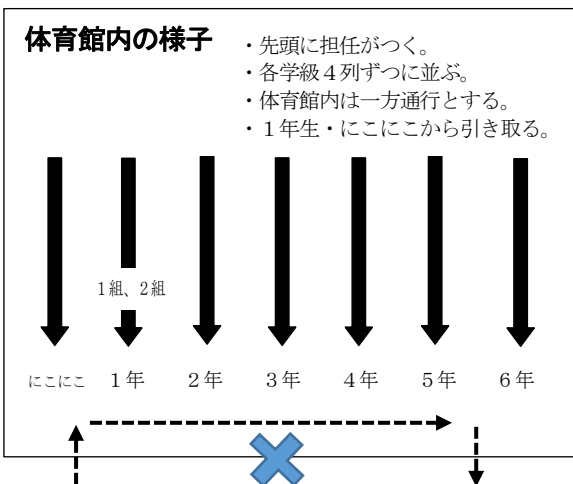 体育館内の様子
・先頭に担任がつく。
・各学級４列ずつに並ぶ。
・体育館内は一方通行とする。
・１年生・にこにこから引き取る。
１組、２組
にこにこ １年 ２年 ３年 ４年 ５年 ６年